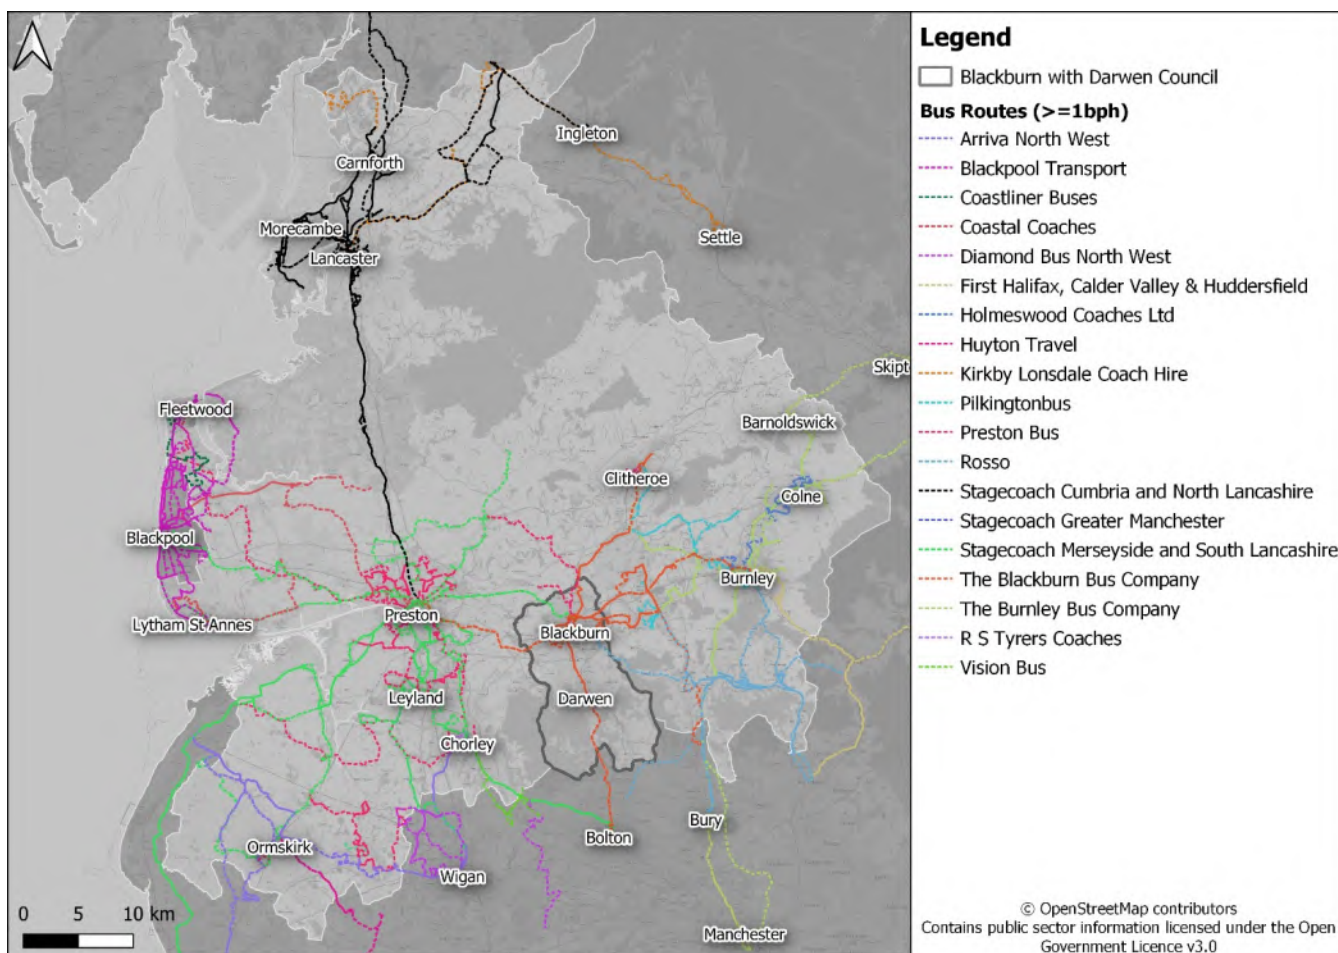 Legend
Blackburn with Darwen Council
Bus Routes (>=1bph)
Arriva North West
Blackpool Transport
Coastliner Buses
Coastal Coaches
Diamond Bus North West
First Halifax, Calder Valley & Huddersfield
Holmeswood Coaches Ltd
Huyton Travel
Kirkby Lonsdale Coach Hire
Pilkingtonbus
Preston Bus
Rosso
Stagecoach Cumbria and North Lancashire
Stagecoach Greater Manchester
Stagecoach Merseyside and South Lancashire
The Blackburn Bus Company
The Burnley Bus Company
R S Tyrers Coaches
Vision Bus
Ingleton
Carnforth
Morecambe
Settle
Lancaster
Skipt
Fleetwood
Barnoldswick
Clitheroe
Colne
Blackpool
Burnley
Preston
Lytham St Annes
Blackburn
Leyland
Darwen
Chorley
Bury
Bolton
Ormskirk
Wigan
Manchester
0 5 10 km
© OpenStreetMap contributors
Contains public sector information licensed under the Open
Government Licence v3.0